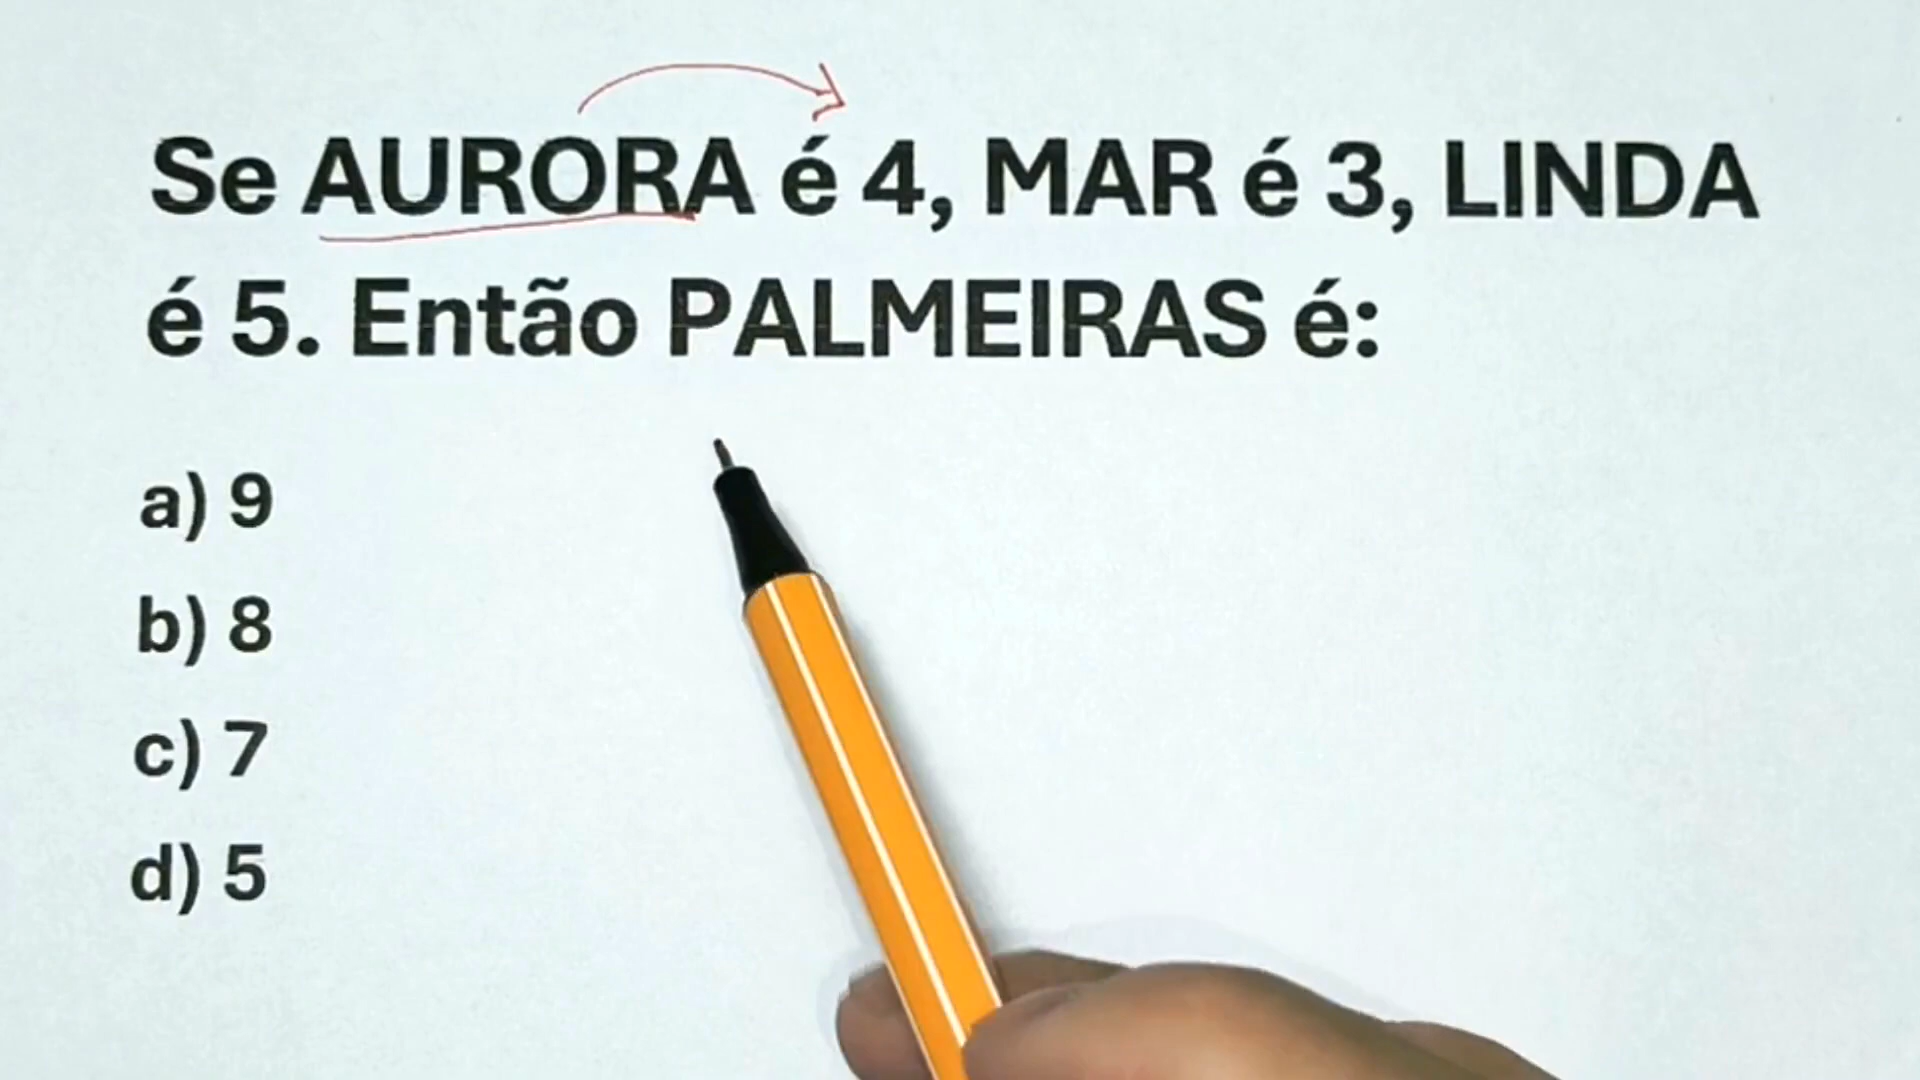 Se AURORA é 4, MAR é 3, LINDA
é 5. Então PALMEIRAS é:
a) 9
b) 8
c) 7
d) 5